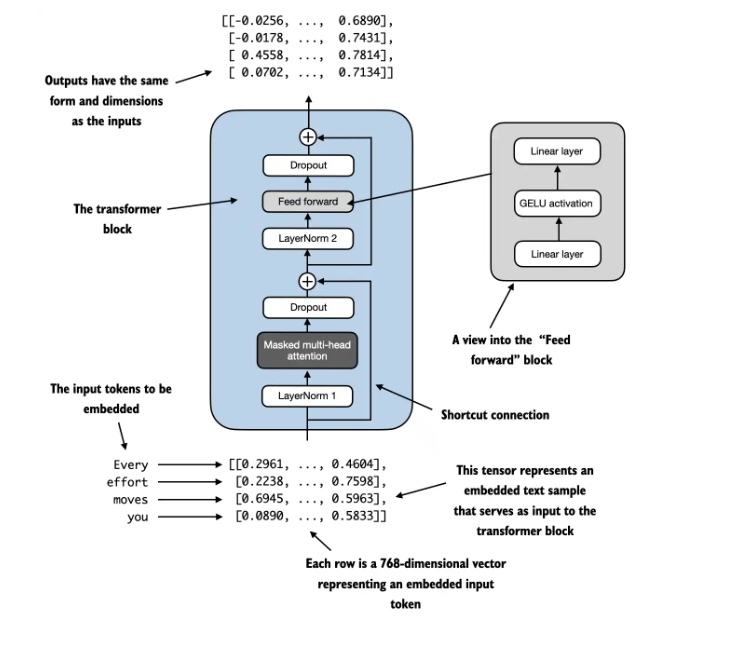 [[-0.0256, ..., 0.6890],
[-0.0178, ..., 0.7431],
[ 0.4558, ..., 0.7814],
[ 0.0702, ..., 0.7134]]
Outputs have the same
form and dimensions
as the inputs
Dropout
Feed forward
LayerNorm 2
Dropout
Masked multi-head
attention
LayerNorm 1
The transformer
block
Linear layer
GELU activation
Linear layer
A view into the “Feed
forward” block
Shortcut connection
The input tokens to be
embedded
Every
effort
moves
you
[[0.2961, ..., 0.4604],
[0.2238, ..., 0.7598],
[0.6945, ..., 0.5963],
[0.0890, ..., 0.5833]]
This tensor represents an
embedded text sample
that serves as input to the
transformer block
Each row is a 768-dimensional vector
representing an embedded input
token